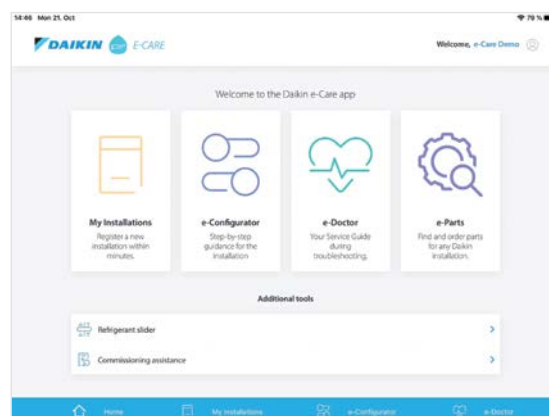 14:46 Mon 21. Oct
79 %
DAIKIN
E-CARE
Welcome, e-Care Demo
Welcome to the Daikin e-Care app
My Installations
Register a new
installation within
minutes.
e-Configurator
Step-by-step
guidance for the
installation
e-Doctor
Your Service Guide
during
troubleshooting.
e-Parts
Find and order parts
for any Daikin
installation.
Additional tools
Refrigerant slider
Commissioning assistance
Home
My Installations
e-Configurator
e-Doctor